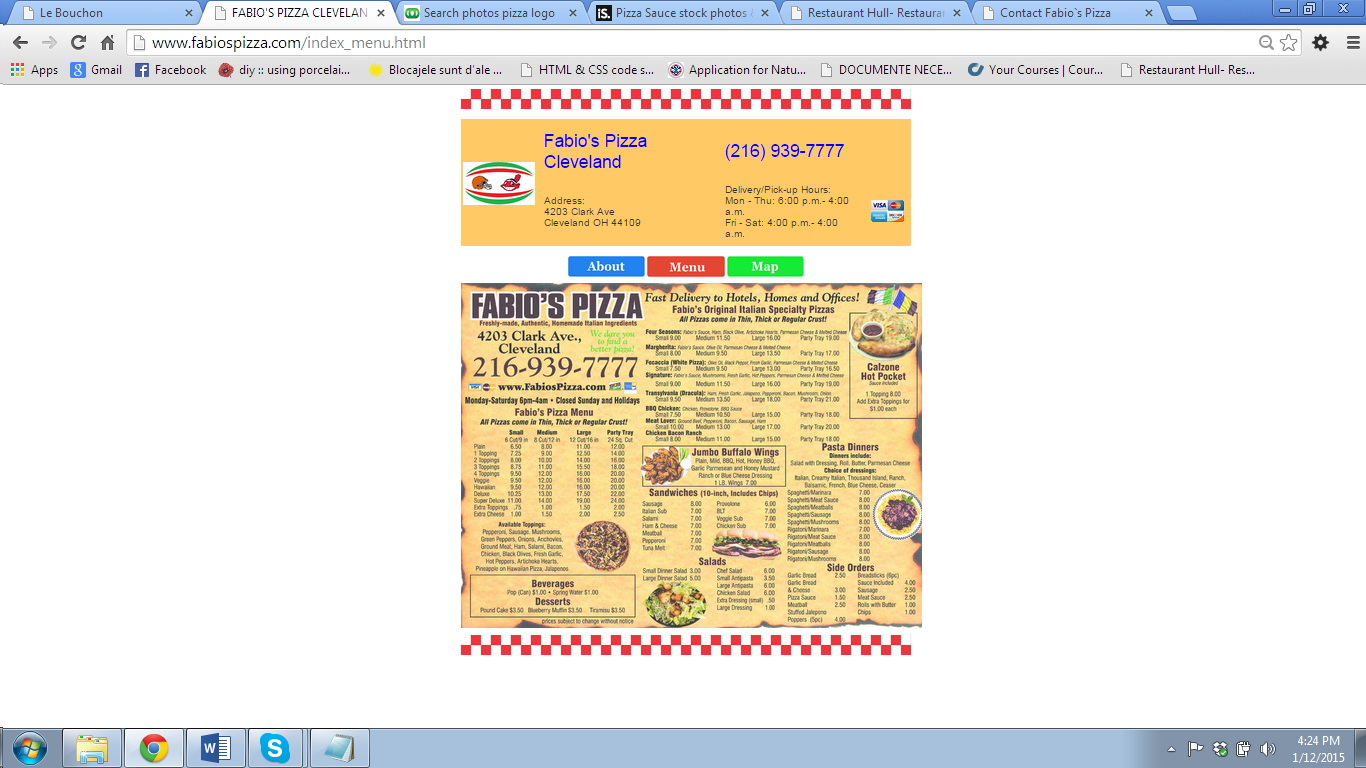 Le Bouchon
FABIO'S PIZZA CLEVELAN
Search photos pizza logo
Pizza Sauce stock photos
Restaurant Hull- Restaurar
Contact Fabio`s Pizza
www.fabiospizza.com/index_menu.html
Apps
Gmail
Facebook
diy :: using porcelai...
Blocajele sunt d'ale ...
HTML & CSS code s...
Application for Natu...
DOCUMENTE NECE...
Your Courses | Cour...
Restaurant Hull- Res...
Fabio's Pizza
Cleveland
(216) 939-7777
Address:
4203 Clark Ave
Cleveland OH 44109
Delivery/Pick-up Hours:
Mon - Thu: 6:00 p.m.- 4:00
a.m.
Fri - Sat: 4:00 p.m.- 4:00
a.m.
VISA
About
Menu
Map
FABIO'S PIZZA
Freshly-made, Authentic, Homemade Italian Ingredients
4203 Clark Ave.,
Cleveland
We dare you
to find a
better pizza!
216-939-7777
www.FabiosPizza.com
Monday-Saturday 6pm-4am • Closed Sunday and Holidays
Fabio's Pizza Menu
All Pizzas come in Thin, Thick or Regular Crust!
Small Medium Large Party Tray
6 Cut/9 in 8 Cut/12 in 12 Cut/16 in 24 Sq. Cut
Plain 6.50 8.00 11.00 12.00
1 Topping 7.25 9.00 12.50 14.00
2 Toppings 8.00 10.00 14.00 16.00
3 Toppings 8.75 11.00 15.50 18.00
4 Toppings 9.50 12.00 16.00 20.00
Veggie 9.50 12.00 16.00 20.00
Hawaiian 9.50 12.00 16.00 20.00
Deluxe 10.25 13.00 17.50 22.00
Super Deluxe 11.00 14.00 19.00 24.00
Extra Toppings .75 1.00 1.50 2.00
Extra Cheese 1.00 1.50 2.00 2.50
Available Toppings:
Pepperoni, Sausage, Mushrooms,
Green Peppers, Onions, Anchovies,
Ground Meat, Ham, Salami, Bacon,
Chicken, Black Olives, Fresh Garlic,
Hot Peppers, Artichoke Hearts,
Pineapple on Hawaiian Pizza, Jalapenos
Beverages
Pop (Can) $1.00 • Spring Water $1.00
Desserts
Pound Cake $3.50 Blueberry Muffin $3.50 Tiramisu $3.50
prices subject to change without notice
Fast Delivery to Hotels, Homes and Offices!
Fabio's Original Italian Specialty Pizzas
All Pizzas come in Thin, Thick or Regular Crust!
Four Seasons: Fabio's Sauce, Ham, Black Olive, Artichoke Hearts, Parmesan Cheese & Melted Cheese
Small 9.00 Medium 11.50 Large 16.00 Party Tray 19.00
Margherita: Fabio's Sauce, Olive Oil, Parmesan Cheese & Melted Cheese
Small 8.00 Medium 9.50 Large 13.50 Party Tray 17.00
Focaccia (White Pizza): Olive Oil, Black Pepper, Fresh Garlic, Parmesan Cheese & Melted Cheese
Small 7.50 Medium 9.50 Large 13.00 Party Tray 16.50
Signature: Fabio's Sauce, Mushrooms, Fresh Garlic, Hot Peppers, Parmesan Cheese & Melted Cheese
Small 9.00 Medium 11.50 Large 16.00 Party Tray 19.00
Transylvania (Dracula): Ham, Fresh Garlic, Jalapenos, Pepperoni, Bacon, Mushroom, Onion
Small 9.50 Medium 13.50 Large 18.00 Party Tray 21.00
BBQ Chicken: Chicken, Provolone, BBQ Sauce
Small 7.50 Medium 10.50 Large 15.00 Party Tray 18.00
Meat Lover: Ground Beef, Pepperoni, Bacon, Sausage, Ham
Small 10.00 Medium 13.00 Large 17.00 Party Tray 20.00
Chicken Bacon Ranch
Small 8.00 Medium 11.00 Large 15.00 Party Tray 18.00
Calzone
Hot Pocket
Sauce Included
1 Topping 8.00
Add Extra Toppings for
$1.00 each
Jumbo Buffalo Wings
Plain, Mild, BBQ, Hot, Honey BBQ,
Garlic Parmesean and Honey Mustard
Ranch or Blue Cheese Dressing
1 LB. Wings 7.00
Sandwiches (10-inch, Includes Chips)
Sausage 8.00 Provolone 6.00
Italian Sub 7.00 BLT 7.00
Salami 7.00 Veggie Sub 7.00
Ham & Cheese 7.00 Chicken Sub 7.00
Meatball 7.00
Pepperoni 7.00
Tuna Melt 7.00
Salads
Small Dinner Salad 3.00 Chef Salad 6.00
Large Dinner Salad 5.00 Small Antipasta 3.50
Large Antipasta 6.00
Chicken Salad 6.00
Extra Dressing (small) .50
Large Dressing 1.00
Pasta Dinners
Dinners include:
Salad with Dressing, Roll, Butter, Parmesan Cheese
Choice of dressings:
Italian, Creamy Italian, Thousand Island, Ranch,
Balsamic, French, Blue Cheese, Ceaser
Spaghetti/Marinara 7.00
Spaghetti/Meat Sauce 8.00
Spaghetti/Meatballs 8.00
Spaghetti/Sausage 8.00
Spaghetti/Mushrooms 8.00
Rigatoni/Marinara 7.00
Rigatoni/Meat Sauce 8.00
Rigatoni/Meatballs 8.00
Rigatoni/Sausage 8.00
Rigatoni/Mushrooms 8.00
Side Orders
Garlic Bread 2.50 Breadsticks (6pc)
Garlic Bread Sauce Included 4.00
& Cheese 3.00 Sausage 2.50
Pizza Sauce 1.50 Meat Sauce 2.50
Meatball 2.50 Rolls with Butter 1.00
Stuffed Jalepono Chips 1.00
Poppers (5pc) 4.00
4:24 PM
1/12/2015